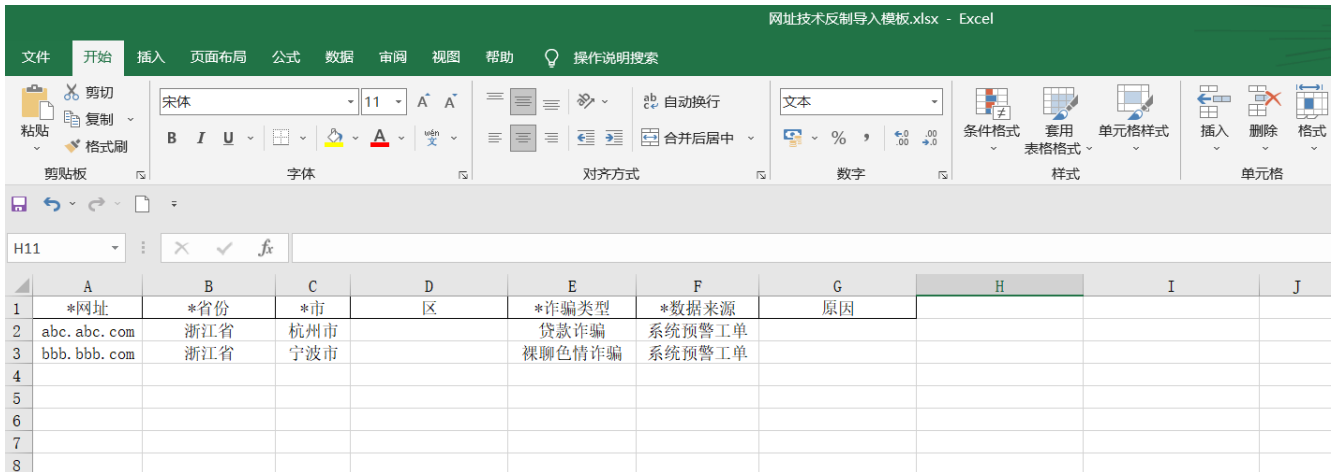 网址技术反制导入模板.xlsx - Excel
文件 开始 插入 页面布局 公式 数据 审阅 视图 帮助 操作说明搜索
剪切
复制
格式刷
粘贴
剪贴板
宋体 11 A A
B I U A wén 文
字体
ab 自动换行
合并后居中
对齐方式
文本
% , .0 .00 .00 .0
数字
条件格式 套用表格格式 单元格样式
样式
插入 删除 格式
单元格
H11 fx
A B C D E F G H I J
1 *网址 *省份 *市 区 *诈骗类型 *数据来源 原因
2 abc.abc.com 浙江省 杭州市 贷款诈骗 系统预警工单
3 bbb.bbb.com 浙江省 宁波市 裸聊色情诈骗 系统预警工单
4
5
6
7
8